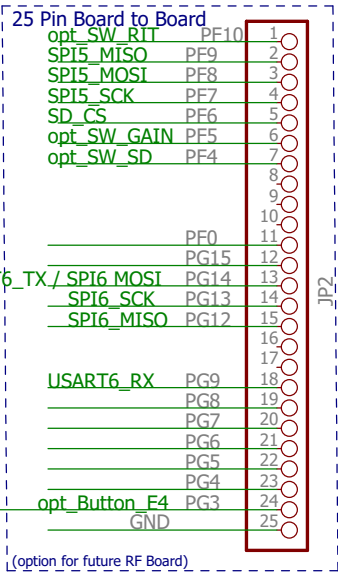 25 Pin Board to Board
opt_SW_RIT PF10 1
SPI5_MISO PF9 2
SPI5_MOSI PF8 3
SPI5_SCK PF7 4
SD_CS PF6 5
opt_SW_GAIN PF5 6
opt_SW_SD PF4 7
8
9
10
PF0 11
PG15 12
6_TX / SPI6_MOSI PG14 13
SPI6_SCK PG13 14
SPI6_MISO PG12 15
16
17
USART6_RX PG9 18
PG8 19
PG7 20
PG6 21
PG5 22
PG4 23
opt_Button_E4 PG3 24
GND 25
JP2
(option for future RF Board)